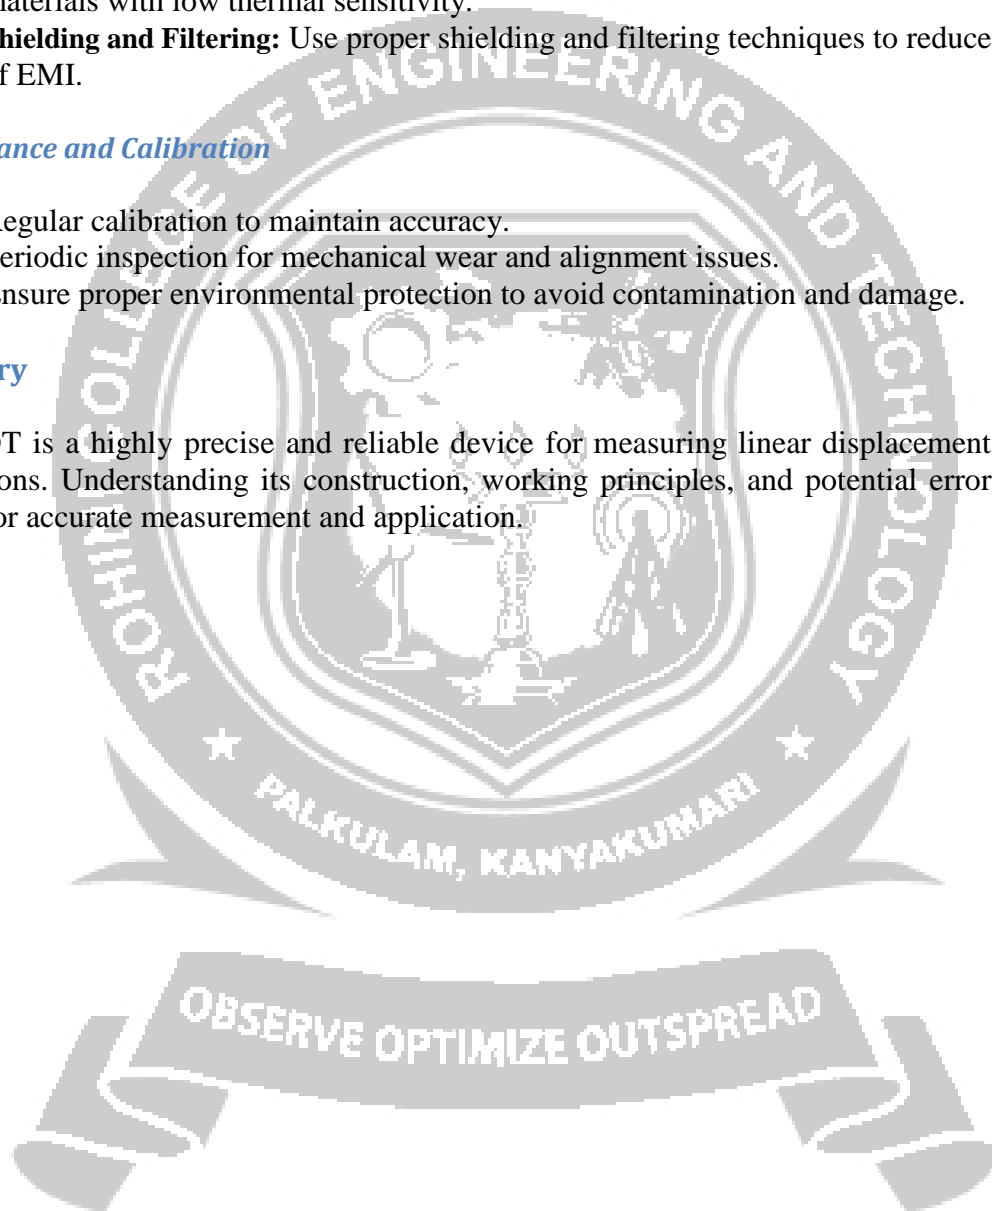 materials with low thermal sensitivity.
hielding and Filtering: Use proper shielding and filtering techniques to reduce
f EMI.
ance and Calibration
Regular calibration to maintain accuracy.
eriodic inspection for mechanical wear and alignment issues.
nsure proper environmental protection to avoid contamination and damage.
ry
DT is a highly precise and reliable device for measuring linear displacement
ons. Understanding its construction, working principles, and potential error
or accurate measurement and application.
ROHINI COLLEGE OF ENGINEERING AND TECHNOLOGY
PALKULAM, KANYAKUMARI
OBSERVE OPTIMIZE OUTSPREAD